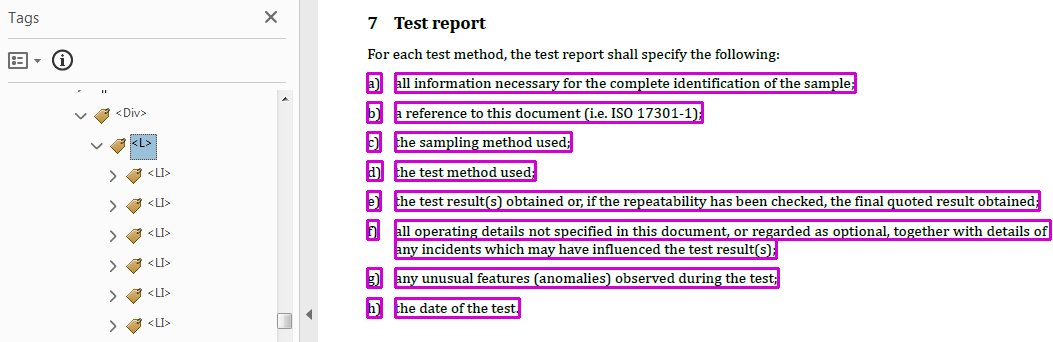 Tags
<Div>
<L>
<LI>
<LI>
<LI>
<LI>
<LI>
<LI>
7 Test report
For each test method, the test report shall specify the following:
a) all information necessary for the complete identification of the sample;
b) a reference to this document (i.e. ISO 17301-1);
c) the sampling method used;
d) the test method used;
e) the test result(s) obtained or, if the repeatability has been checked, the final quoted result obtained;
f) all operating details not specified in this document, or regarded as optional, together with details of
any incidents which may have influenced the test result(s);
g) any unusual features (anomalies) observed during the test;
h) the date of the test.